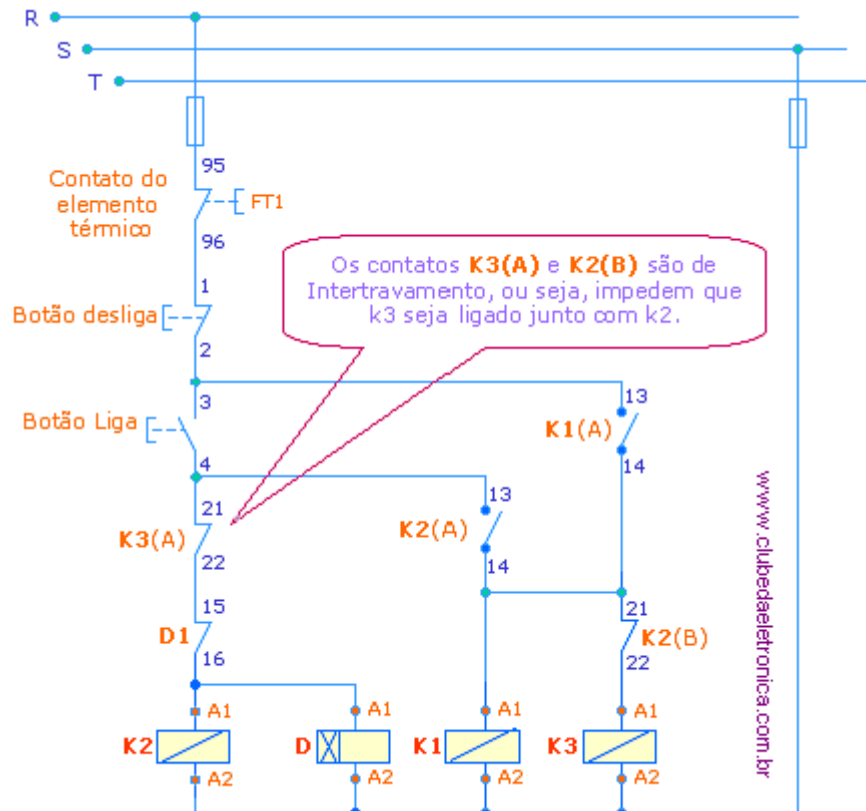 R
S
T
95
Contato do
elemento
térmico
FT1
96
Os contatos K3(A) e K2(B) são de
Intertravamento, ou seja, impedem que
k3 seja ligado junto com k2.
1
Botão desliga
2
3
Botão Liga
4
13
K1(A)
14
21
K3(A)
22
13
K2(A)
14
15
D1
16
21
K2(B)
22
A1
K2
A2
A1
D
A2
A1
K1
A2
A1
K3
A2
www.clubedaeletronica.com.br